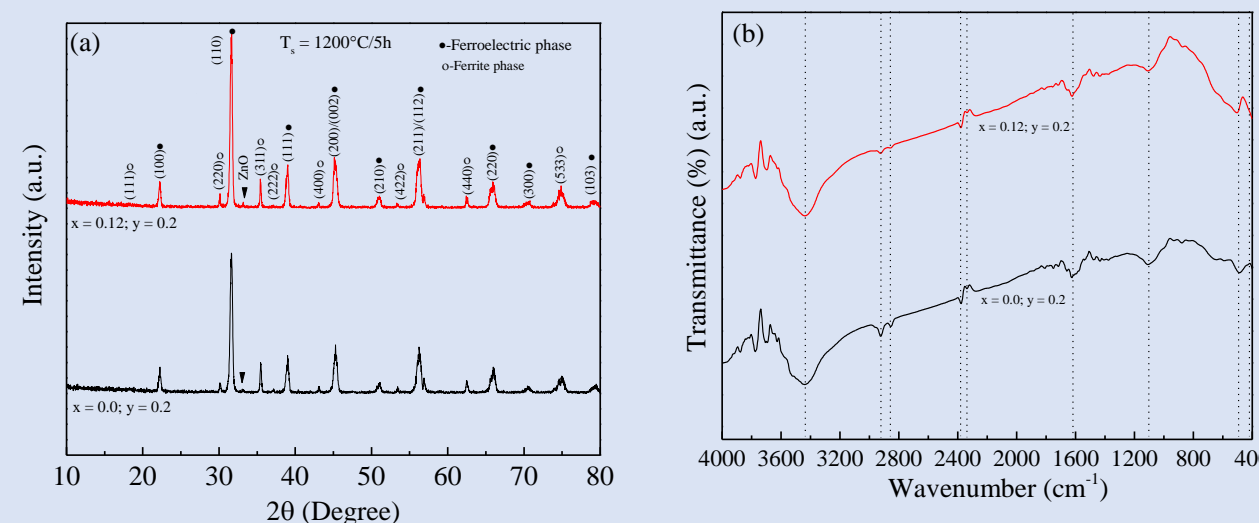 (a)
T_s = 1200°C/5h
●-Ferroelectric phase
o-Ferrite phase
(111)o
(100)●
(220)o
(110)
●
ZnO
(311)o
(222)o
(111)●
(400)o
(200)/(002)●
(210)●
(422)o
(211)/(112)●
(440)o
(220)●
(300)●
(533)o
(103)●
x = 0.12; y = 0.2
x = 0.0; y = 0.2
Intensity (a.u.)
10 20 30 40 50 60 70 80
2θ (Degree)
(b)
x = 0.12; y = 0.2
x = 0.0; y = 0.2
Transmittance (%) (a.u.)
4000 3600 3200 2800 2400 2000 1600 1200 800 40
Wavenumber (cm⁻¹)